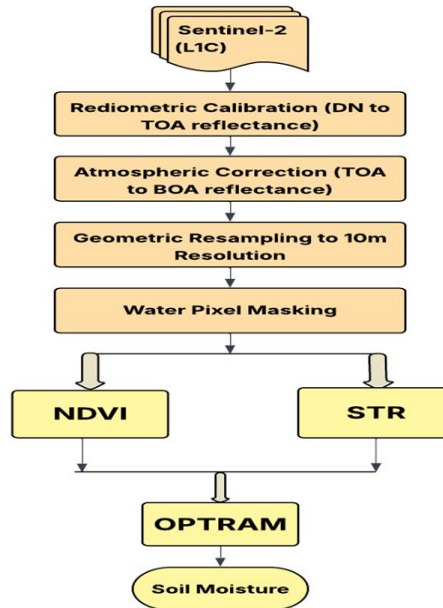 Sentinel-2
(L1C)
Rediometric Calibration (DN to
TOA reflectance)
Atmospheric Correction (TOA
to BOA reflectance)
Geometric Resampling to 10m
Resolution
Water Pixel Masking
NDVI
STR
OPTRAM
Soil Moisture